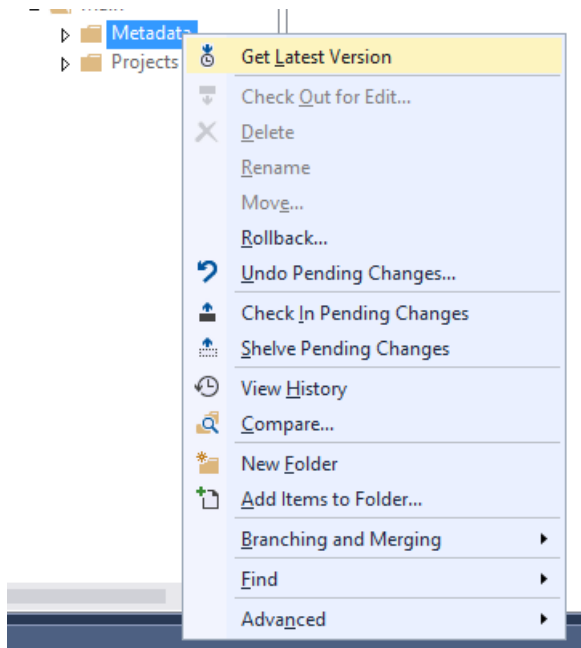 Metadata
Projects
Get Latest Version
Check Out for Edit...
Delete
Rename
Move...
Rollback...
Undo Pending Changes...
Check In Pending Changes
Shelve Pending Changes
View History
Compare...
New Folder
Add Items to Folder...
Branching and Merging
Find
Advanced